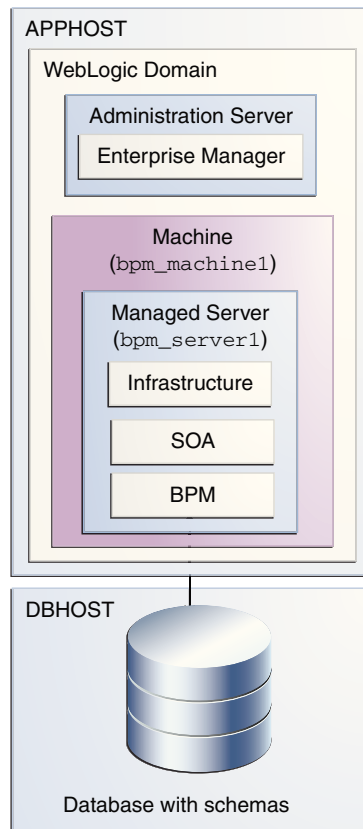 APPHOST
WebLogic Domain
Administration Server
Enterprise Manager
Machine
(bpm_machine1)
Managed Server
(bpm_server1)
Infrastructure
SOA
BPM
DBHOST
Database with schemas